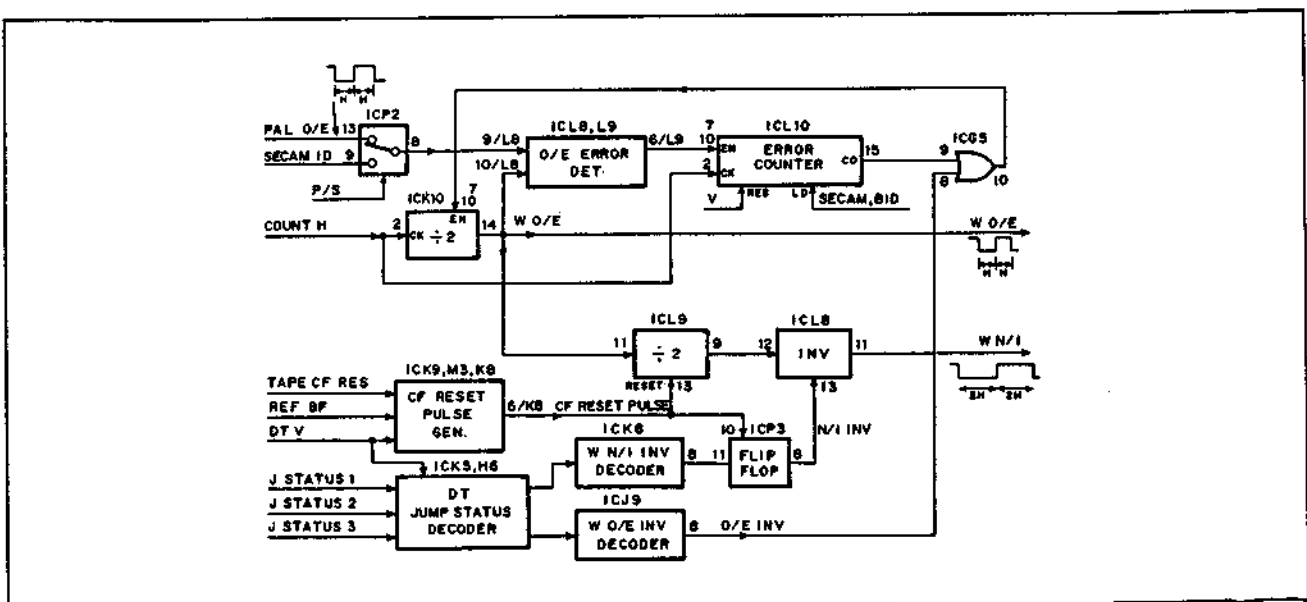 H H
ICP2
PAL O/E 13
8
SECAM ID 9
P/S
ICL8, L9
9/L8
10/L8
O/E ERROR
DET.
6/L9
ICL10
7
10 EN
2 CK
ERROR
COUNTER
CO 15
V RES LD SECAM, BID
ICG5
9
8
10
ICK10
7
10
EN
COUNT H 2 CK ÷ 2 14 W O/E
W O/E
H H
ICL9
11 ÷ 2 9
RESET 13
ICL8
12 INV 11
13
W N/I
2H 2H
ICK9, M3, K8
TAPE CF RES
REF BF
DT V
CF RESET
PULSE
GEN.
6/K8 CF RESET PULSE
N/I INV
ICP3
10
11 FLIP
FLOP 8
ICK6
W N/I INV
DECODER 8
ICK5, H6
J STATUS 1
J STATUS 2
J STATUS 3
DT
JUMP STATUS
DECODER
ICJ9
W O/E INV
DECODER
8 O/E INV